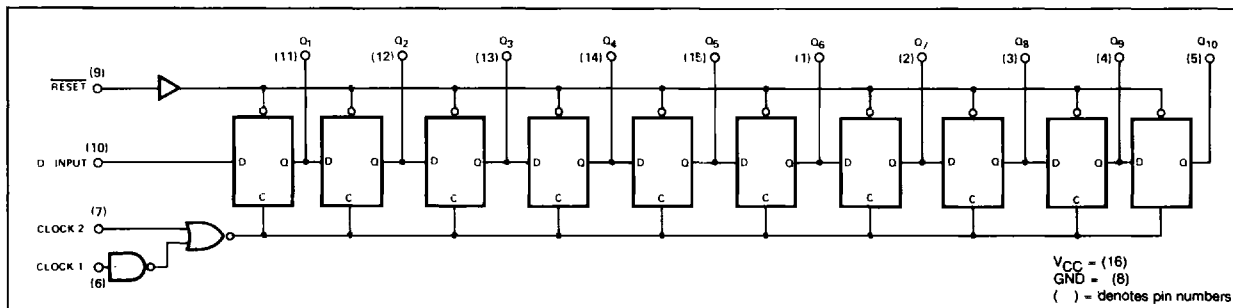 Q1 Q2 Q3 Q4 Q5 Q6 Q7 Q8 Q9 Q10
(11) (12) (13) (14) (15) (1) (2) (3) (4) (5)
(9)
RESET
(10)
D INPUT
D Q D Q D Q D Q D Q D Q D Q D Q D Q D Q
C C C C C C C C C
(7)
CLOCK 2
CLOCK 1
(6)
VCC = (16)
GND = (8)
( ) = denotes pin numbers